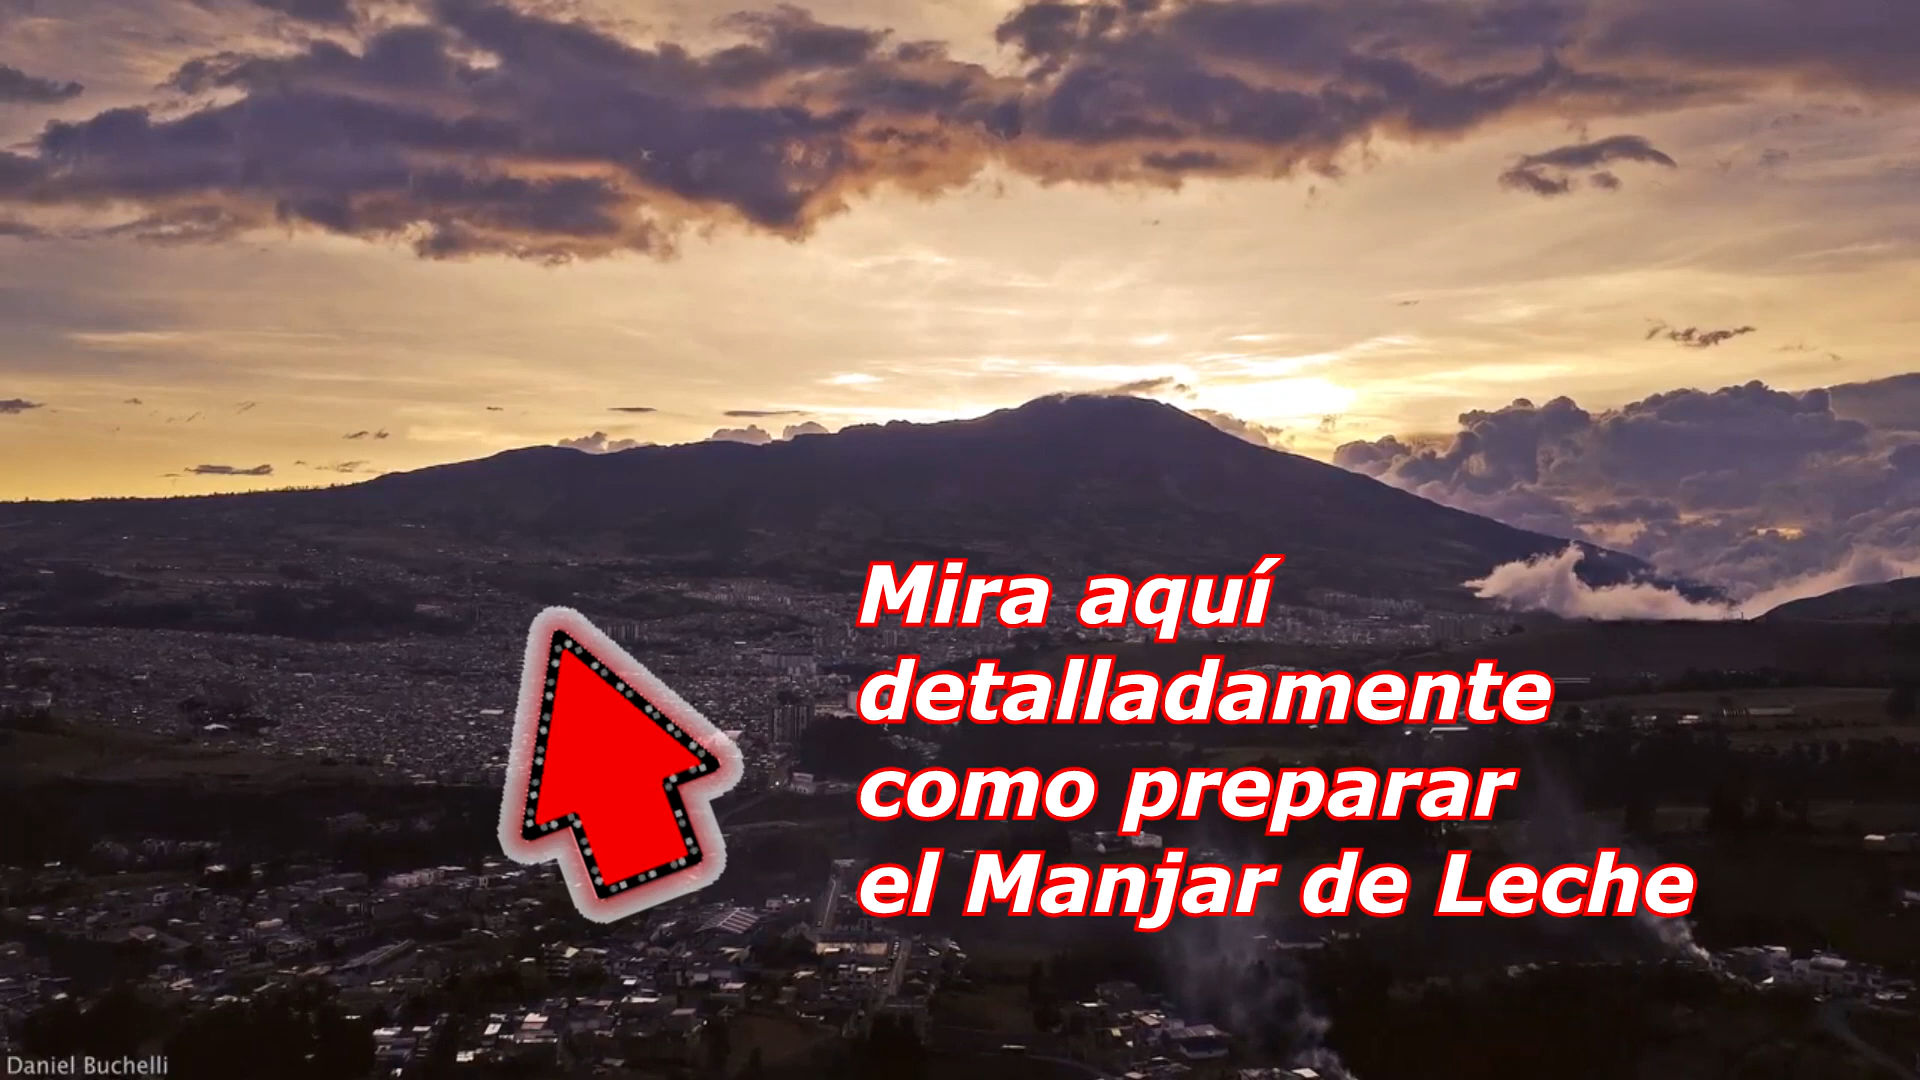 Mira aquí
detalladamente
como preparar
el Manjar de Leche
Daniel Buchelli